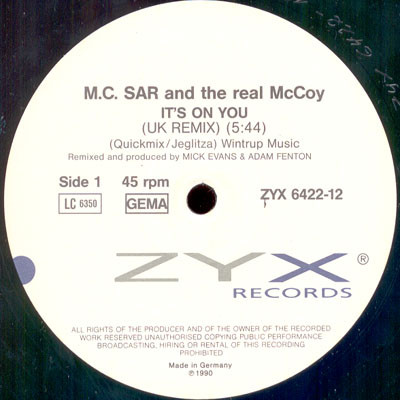 M.C. SAR and the real McCoy
IT'S ON YOU
(UK REMIX) (5:44)
(Quickmix/Jeglitza) Wintrup Music
Remixed and produced by MICK EVANS & ADAM FENTON
Side 1 45 rpm ZYX 6422-12
LC 6350 GEMA
ZYX ®
RECORDS
ALL RIGHTS OF THE PRODUCER AND OF THE OWNER OF THE RECORDED
WORK RESERVED UNAUTHORISED COPYING PUBLIC PERFORMANCE
BROADCASTING, HIRING OR RENTAL OF THIS RECORDING
PROHIBITED
Made in Germany
℗ 1990